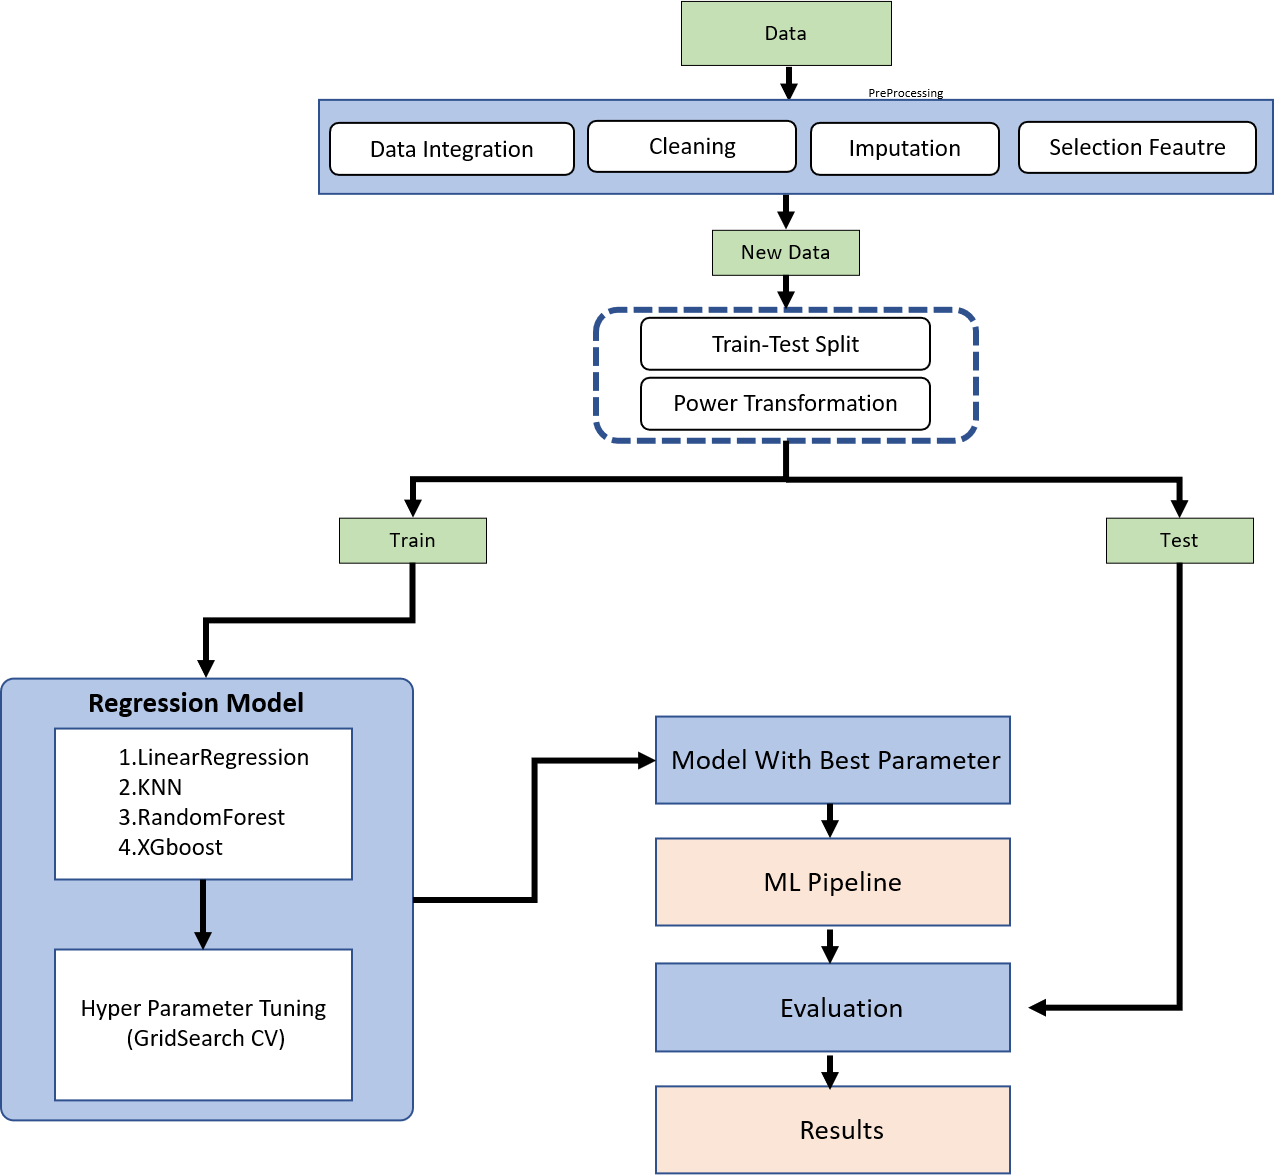 Data
PreProcessing
Data Integration
Cleaning
Imputation
Selection Feautre
New Data
Train-Test Split
Power Transformation
Train
Test
Regression Model
1.LinearRegression
2.KNN
3.RandomForest
4.XGboost
Hyper Parameter Tuning
(GridSearch CV)
Model With Best Parameter
ML Pipeline
Evaluation
Results